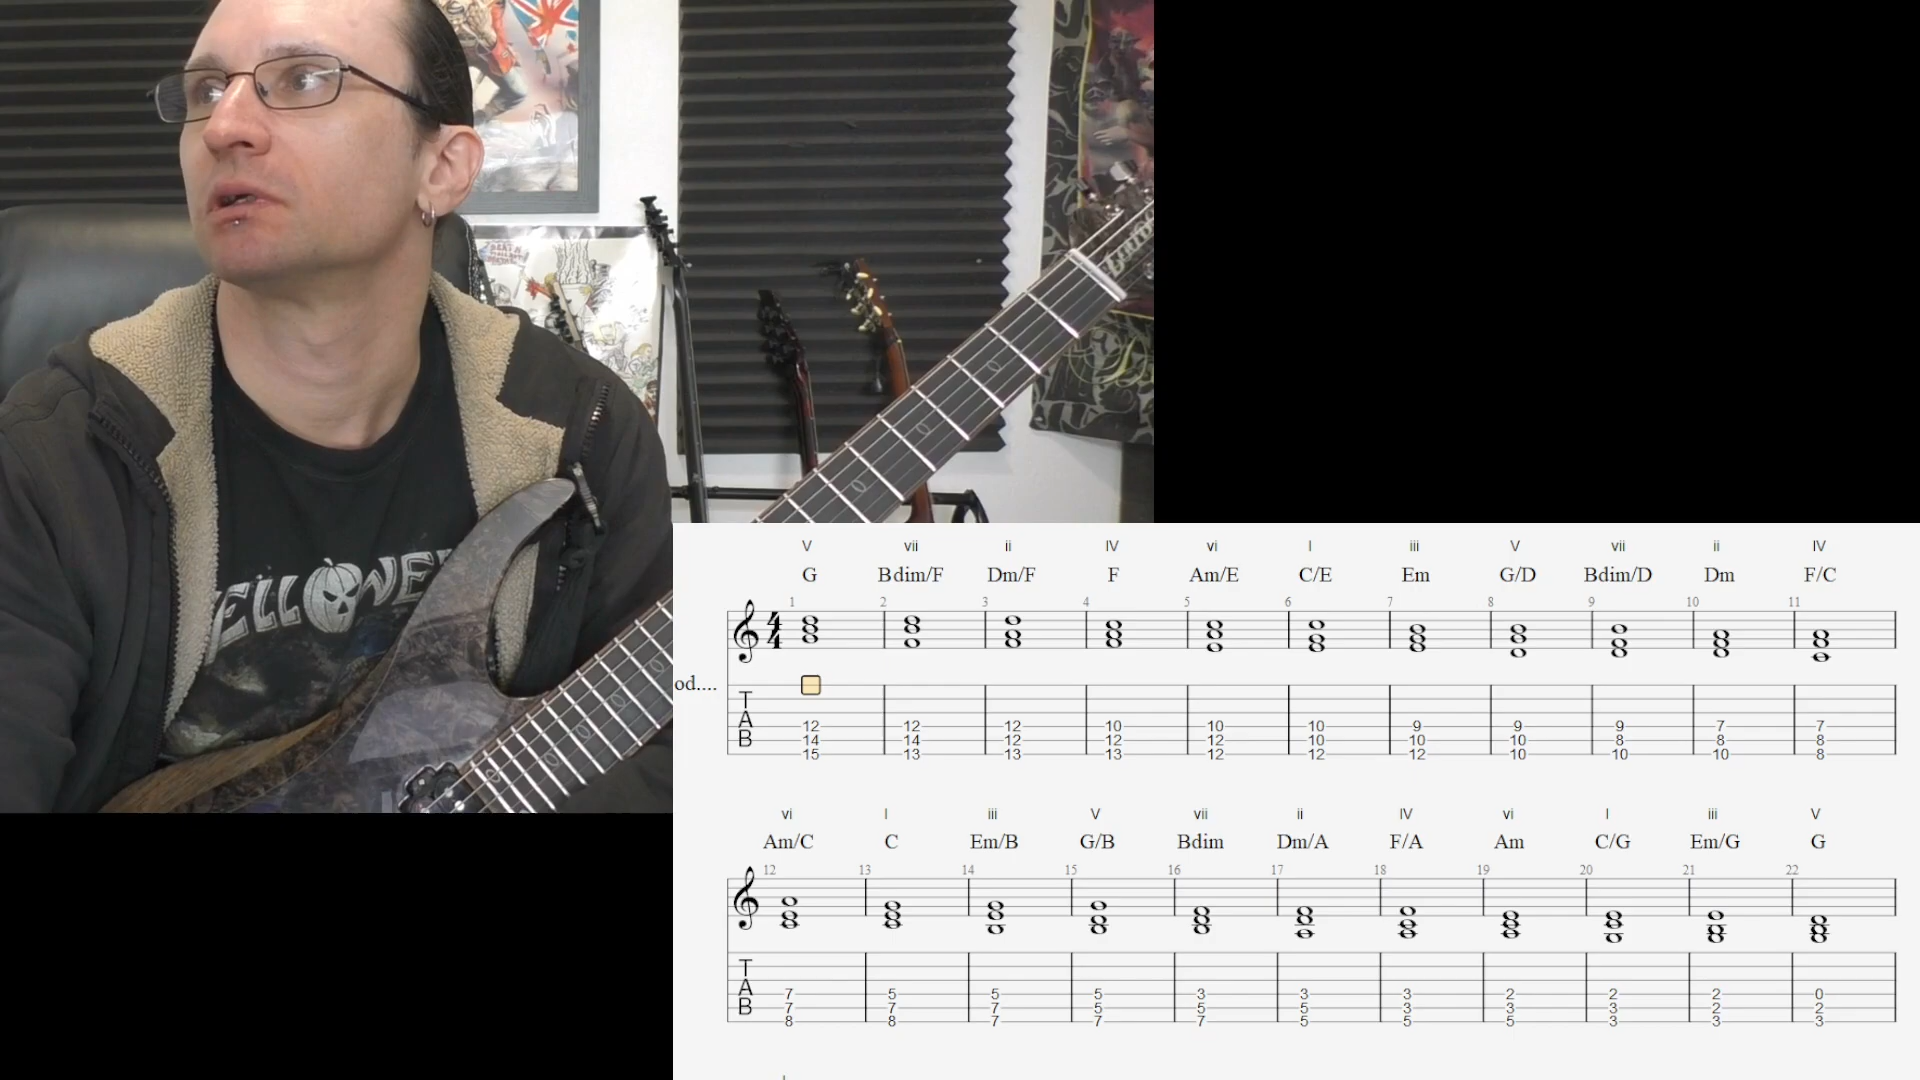 HELLOWE
V vii ii IV vi I iii V vii ii IV
G Bdim/F Dm/F F Am/E C/E Em G/D Bdim/D Dm F/C
1 2 3 4 5 6 7 8 9 10 11
4
4
od....
T
A 12 12 12 10 10 10 9 9 9 7 7
B 14 14 12 12 12 10 10 10 8 8 8
15 13 13 13 12 12 12 10 10 10 8
vi I iii V vii ii IV vi I iii V
Am/C C Em/B G/B Bdim Dm/A F/A Am C/G Em/G G
12 13 14 15 16 17 18 19 20 21 22
T
A 7 5 5 5 3 3 3 2 2 2 0
B 7 7 7 5 5 5 3 3 3 2 2
8 8 7 7 7 5 5 5 3 3 3